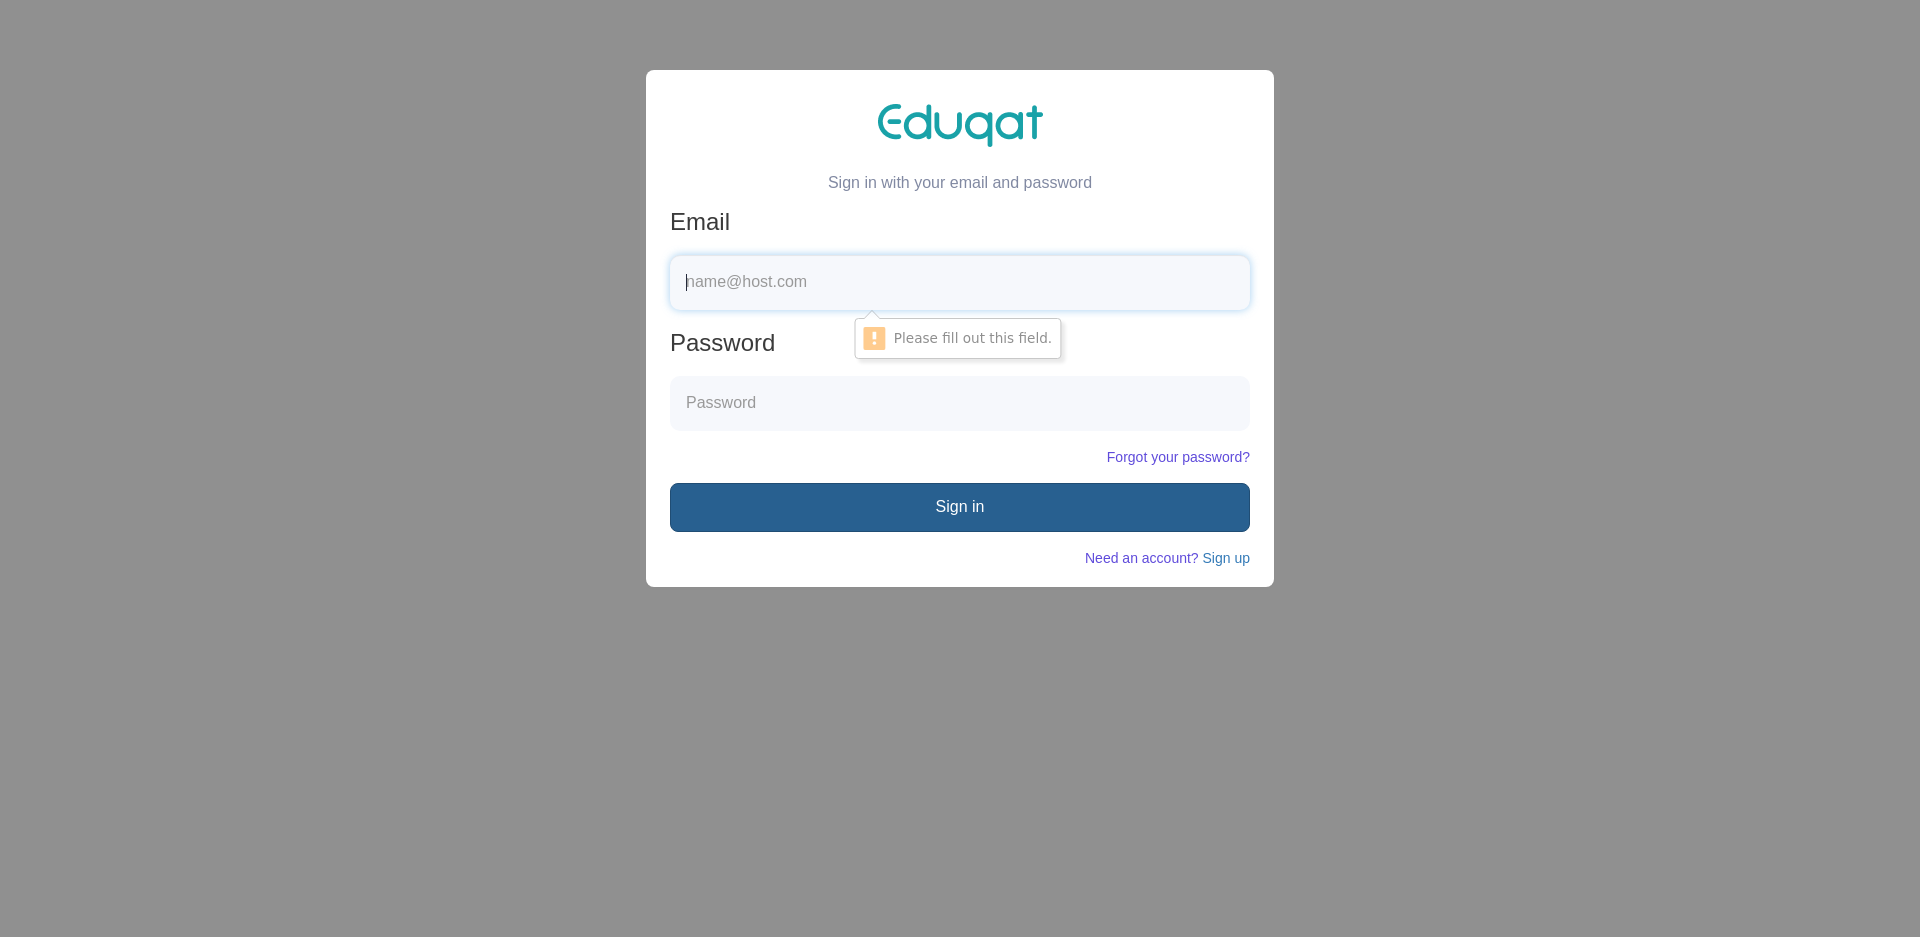 Eduqat
Sign in with your email and password
Email
name@host.com
Please fill out this field.
Password
Password
Forgot your password?
Sign in
Need an account? Sign up